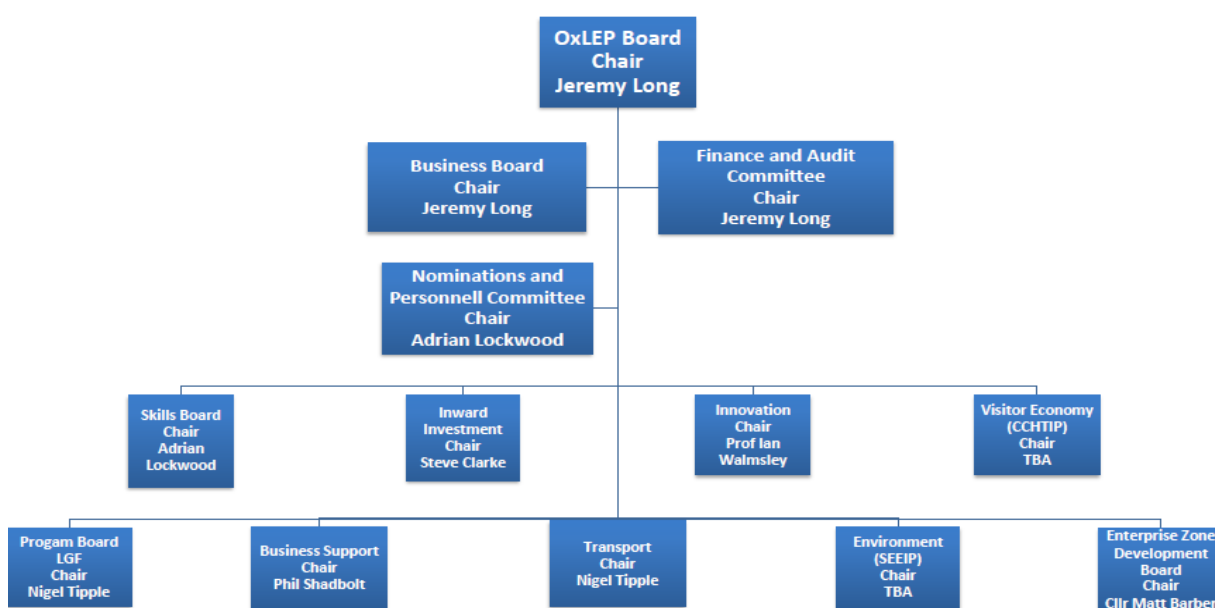 OxLEP Board
Chair
Jeremy Long
Business Board
Chair
Jeremy Long
Finance and Audit
Committee
Chair
Jeremy Long
Nominations and
Personnell Committee
Chair
Adrian Lockwood
Skills Board
Chair
Adrian
Lockwood
Inward
Investment
Chair
Steve Clarke
Innovation
Chair
Prof Ian
Walmsley
Visitor Economy
(CCHTIP)
Chair
TBA
Progam Board
LGF
Chair
Nigel Tipple
Business Support
Chair
Phil Shadbolt
Transport
Chair
Nigel Tipple
Environment
(SEEIP)
Chair
TBA
Enterprise Zone
Development
Board
Chair
Cllr Matt Barber